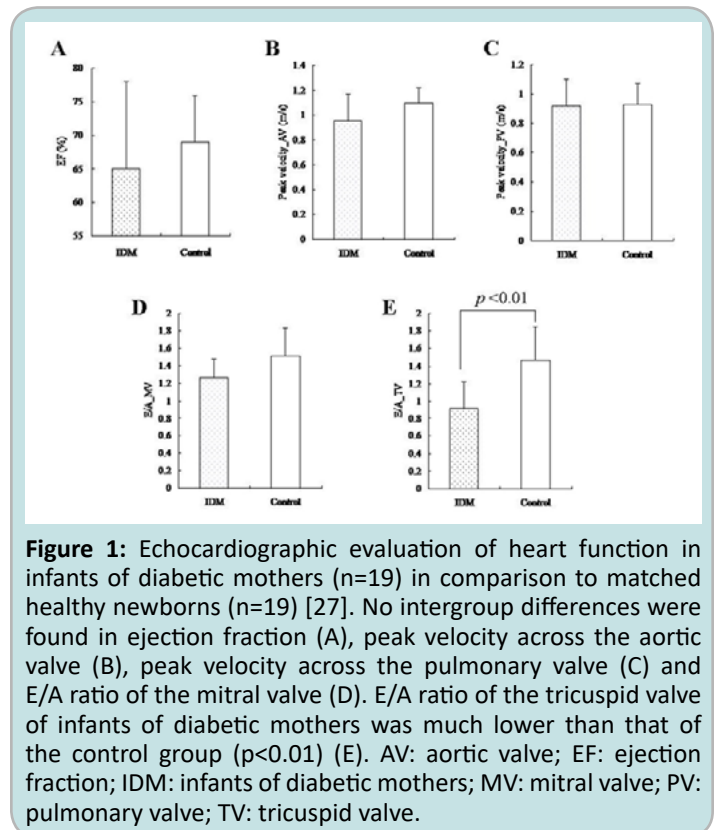 A
B
C
80
75
70
65
60
55
EF (%)
IDM
Control
1.4
1.2
1
0.8
0.6
0.4
0.2
0
Peak velocity_AV (m/s)
IDM
Control
1.2
1
0.8
0.6
0.4
0.2
0
Peak velocity_PV (m/s)
IDM
Control
D
E
2
1.8
1.6
1.4
1.2
1
0.8
0.6
0.4
0.2
0
E/A_MV
IDM
Control
p<0.01
2
1.8
1.6
1.4
1.2
1
0.8
0.6
0.4
0.2
0
E/A_TV
IDM
Control
Figure 1: Echocardiographic evaluation of heart function in
infants of diabetic mothers (n=19) in comparison to matched
healthy newborns (n=19) [27]. No intergroup differences were
found in ejection fraction (A), peak velocity across the aortic
valve (B), peak velocity across the pulmonary valve (C) and
E/A ratio of the mitral valve (D). E/A ratio of the tricuspid valve
of infants of diabetic mothers was much lower than that of
the control group (p<0.01) (E). AV: aortic valve; EF: ejection
fraction; IDM: infants of diabetic mothers; MV: mitral valve; PV:
pulmonary valve; TV: tricuspid valve.